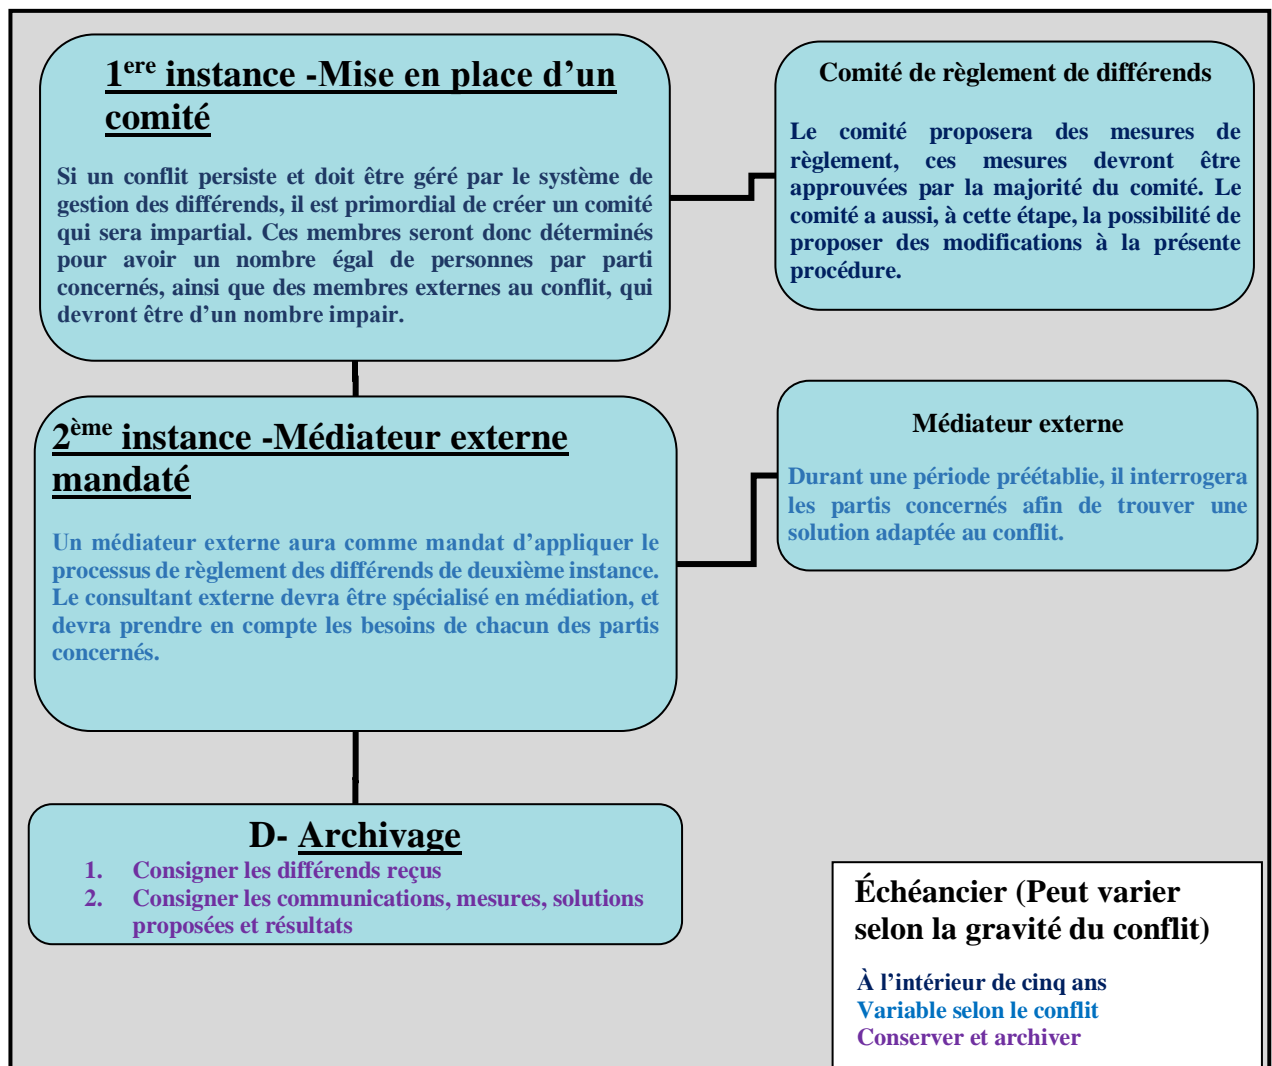 1ere instance -Mise en place d’un
comité
Si un conflit persiste et doit être géré par le système de
gestion des différends, il est primordial de créer un comité
qui sera impartial. Ces membres seront donc déterminés
pour avoir un nombre égal de personnes par parti
concernés, ainsi que des membres externes au conflit, qui
devront être d’un nombre impair.
Comité de règlement de différends
Le comité proposera des mesures de
règlement, ces mesures devront être
approuvées par la majorité du comité. Le
comité a aussi, à cette étape, la possibilité de
proposer des modifications à la présente
procédure.
2ème instance -Médiateur externe
mandaté
Un médiateur externe aura comme mandat d’appliquer le
processus de règlement des différends de deuxième instance.
Le consultant externe devra être spécialisé en médiation, et
devra prendre en compte les besoins de chacun des partis
concernés.
Médiateur externe
Durant une période préétablie, il interrogera
les partis concernés afin de trouver une
solution adaptée au conflit.
D- Archivage
1. Consigner les différends reçus
2. Consigner les communications, mesures, solutions
proposées et résultats
Échéancier (Peut varier
selon la gravité du conflit)
À l’intérieur de cinq ans
Variable selon le conflit
Conserver et archiver